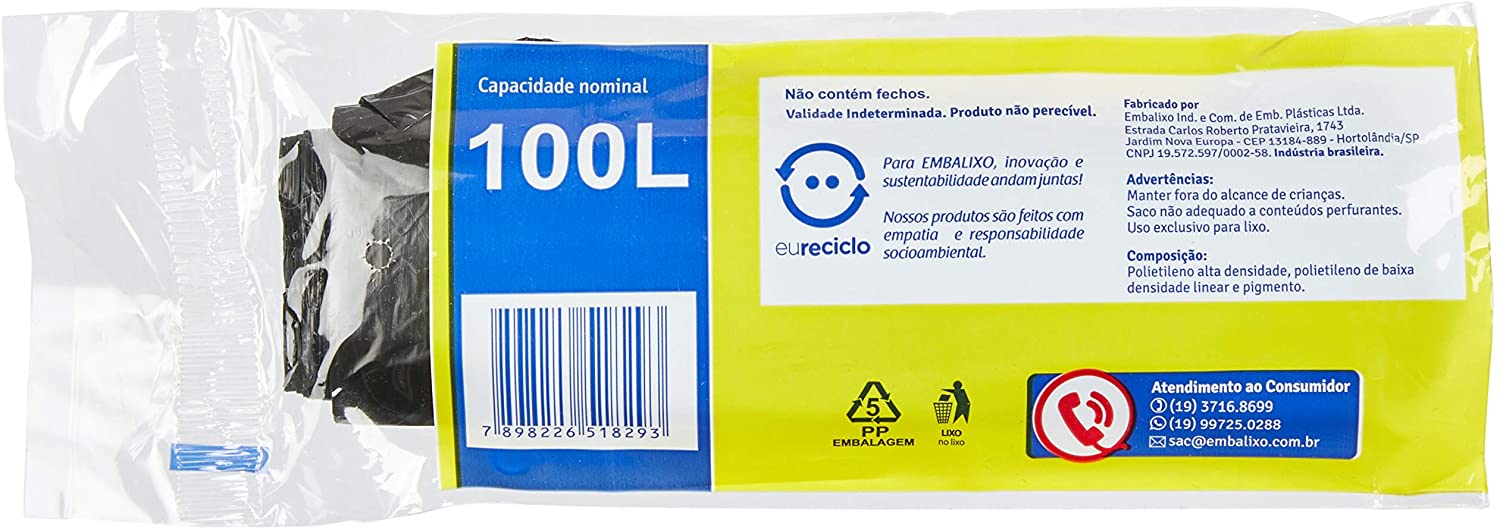 Capacidade nominal
100L
7 898226 518293
Não contém fechos.
Validade Indeterminada. Produto não perecível.
eureciclo
Para EMBALIXO, inovação e
sustentabilidade andam juntas!
Nossos produtos são feitos com
empatia e responsabilidade
socioambiental.
Fabricado por
Embalixo Ind. e Com. de Emb. Plásticas Ltda.
Estrada Carlos Roberto Pratavieira, 1743
Jardim Nova Europa - CEP 13184-889 - Hortolândia/SP
CNPJ 19.572.597/0002-58. Indústria brasileira.
Advertências:
Manter fora do alcance de crianças.
Saco não adequado a conteúdos perfurantes.
Uso exclusivo para lixo.
Composição:
Polietileno alta densidade, polietileno de baixa
densidade linear e pigmento.
5
PP
EMBALAGEM
LIXO
no lixo
Atendimento ao Consumidor
(19) 3716.8699
(19) 99725.0288
sac@embalixo.com.br